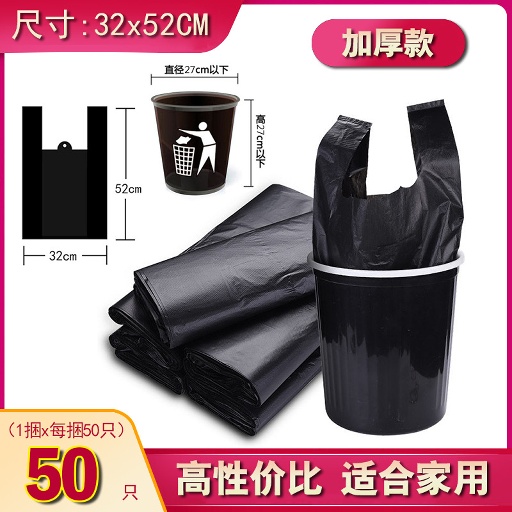 尺寸:32x52CM
加厚款
直径27cm以下
高27cm以下
52cm
32cm
（1捆x每捆50只）
50只
高性价比 适合家用